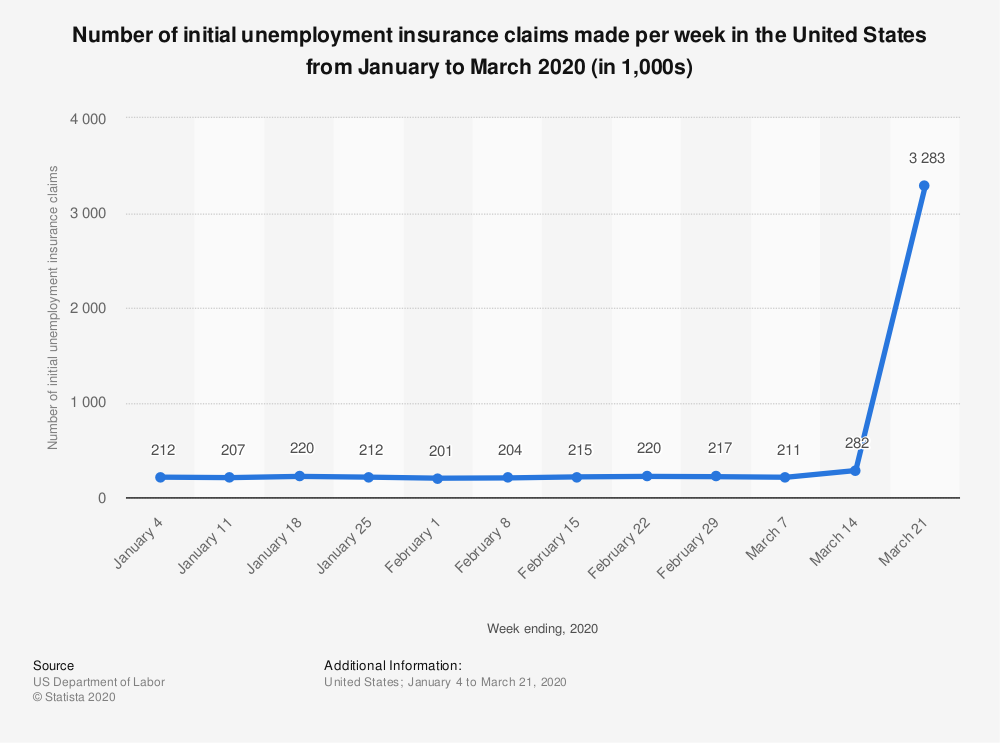 Number of initial unemployment insurance claims made per week in the United States
from January to March 2020 (in 1,000s)
Number of initial unemployment insurance claims
4 000
3 000
2 000
1 000
0
212
207
220
212
201
204
215
220
217
211
282
3 283
January 4
January 11
January 18
January 25
February 1
February 8
February 15
February 22
February 29
March 7
March 14
March 21
Week ending, 2020
Source
US Department of Labor
© Statista 2020
Additional Information:
United States; January 4 to March 21, 2020